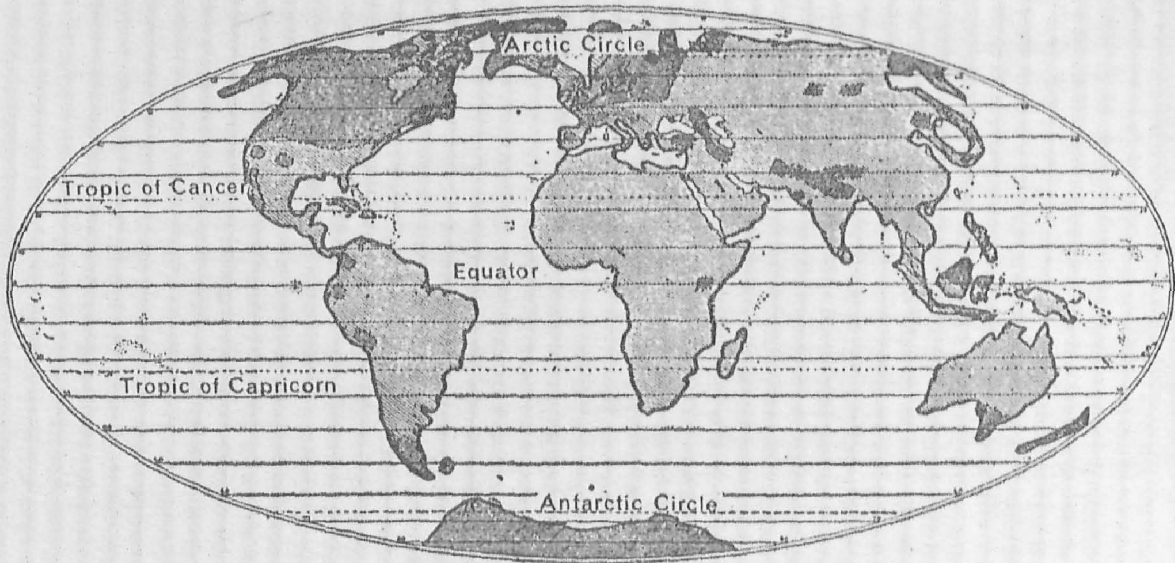 Arctic Circle
Tropic of Cancer
Equator
Tropic of Capricorn
Antarctic Circle